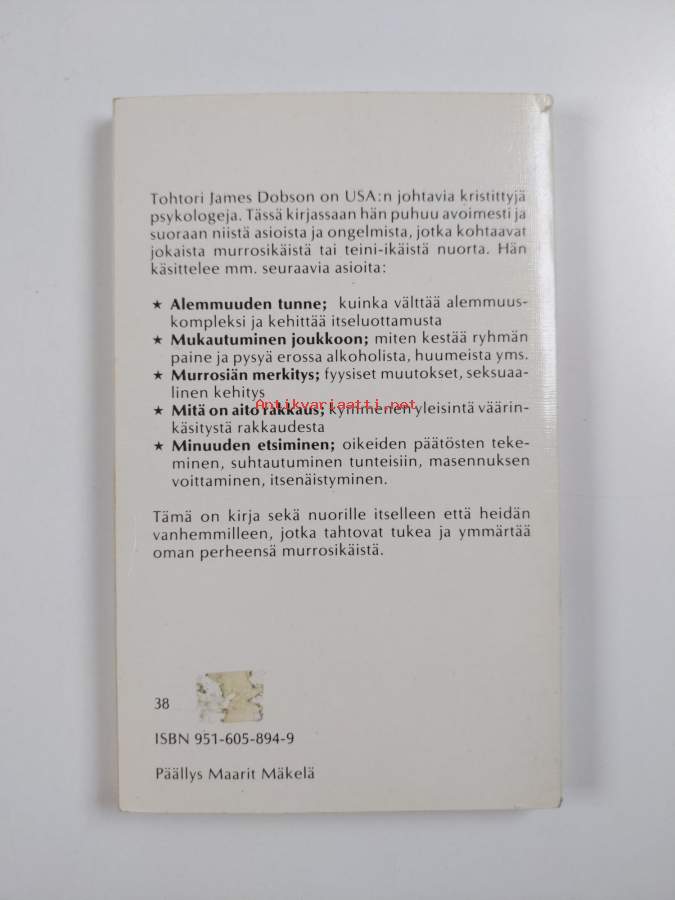 Tohtori James Dobson on USA:n johtavia kristittyjä
psykologeja. Tässä kirjassaan hän puhuu avoimesti ja
suoraan niistä asioista ja ongelmista, jotka kohtaavat
jokaista murrosikäistä tai teini-ikäistä nuorta. Hän
käsittelee mm. seuraavia asioita:
★ Alemmuuden tunne; kuinka välttää alemmuus-
kompleksi ja kehittää itseluottamusta
★ Mukautuminen joukkoon; miten kestää ryhmän
paine ja pysyä erossa alkoholista, huumeista yms.
★ Murrosiän merkitys; fyysiset muutokset, seksuaa-
linen kehitys
Antikvariaatti.net
★ Mitä on aito rakkaus; kymmenen yleisintä väärin-
käsitystä rakkaudesta
★ Minuuden etsiminen; oikeiden päätösten teke-
minen, suhtautuminen tunteisiin, masennuksen
voittaminen, itsenäistyminen.
Tämä on kirja sekä nuorille itselleen että heidän
vanhemmilleen, jotka tahtovat tukea ja ymmärtää
oman perheensä murrosikäistä.
38
ISBN 951-605-894-9
Päällys Maarit Mäkelä